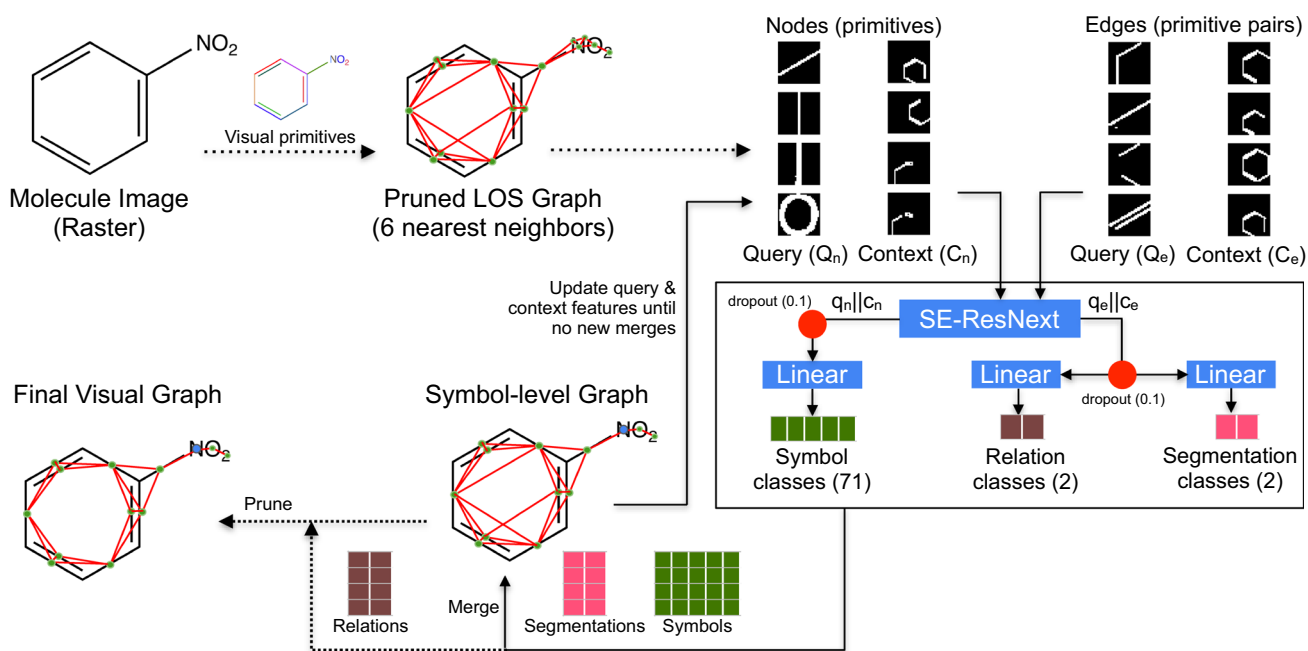 NO₂
Molecule Image
(Raster)
NO₂
Visual primitives
NO₂
Pruned LOS Graph
(6 nearest neighbors)
Nodes (primitives)
Edges (primitive pairs)
Query (Qₙ)
Context (Cₙ)
Query (Qₑ)
Context (Cₑ)
Update query &
context features until
no new merges
dropout (0.1)
qₙ||cₙ
SE-ResNext
qₑ||cₑ
Linear
Linear
Linear
dropout (0.1)
Symbol
classes (71)
Relation
classes (2)
Segmentation
classes (2)
Final Visual Graph
NO₂
Symbol-level Graph
NO₂
Prune
Merge
Relations
Segmentations
Symbols